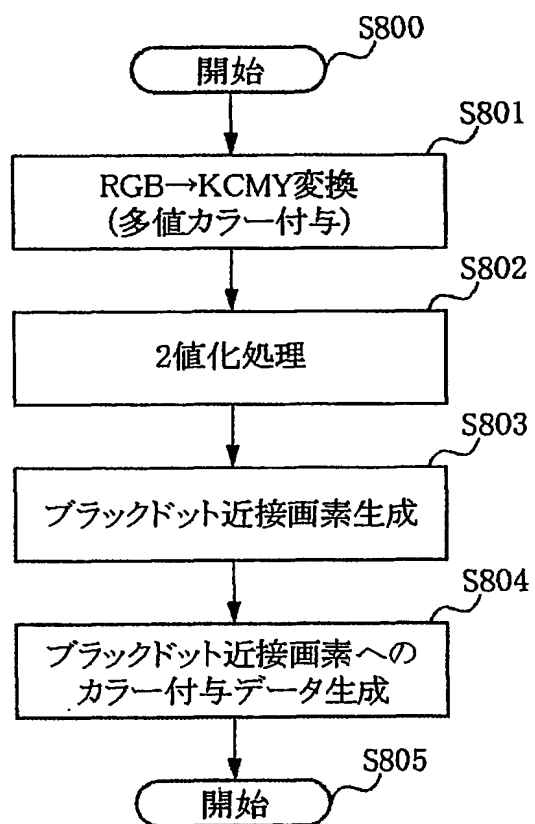 S800
開始
S801
RGB→KCMY変換
(多値カラー付与)
S802
2値化処理
S803
ブラックドット近接画素生成
S804
ブラックドット近接画素への
カラー付与データ生成
S805
開始